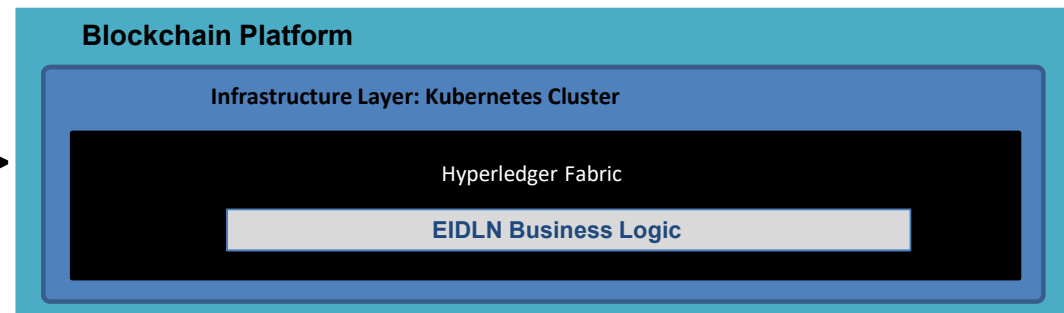 Blockchain Platform
Infrastructure Layer: Kubernetes Cluster
Hyperledger Fabric
EIDLN Business Logic